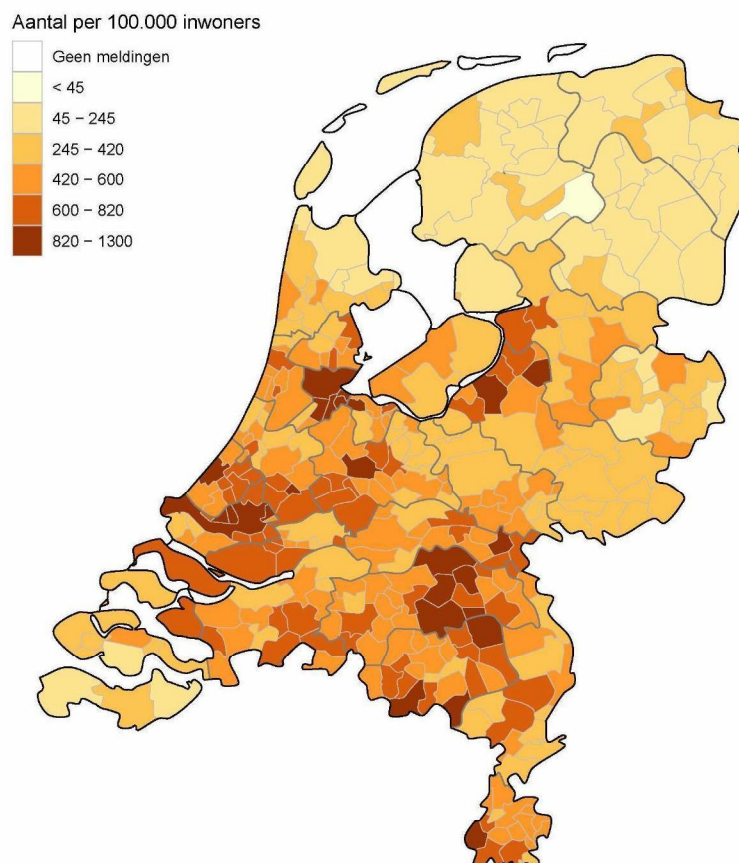 Aantal per 100.000 inwoners
Geen meldingen
< 45
45 − 245
245 − 420
420 − 600
600 − 820
820 − 1300